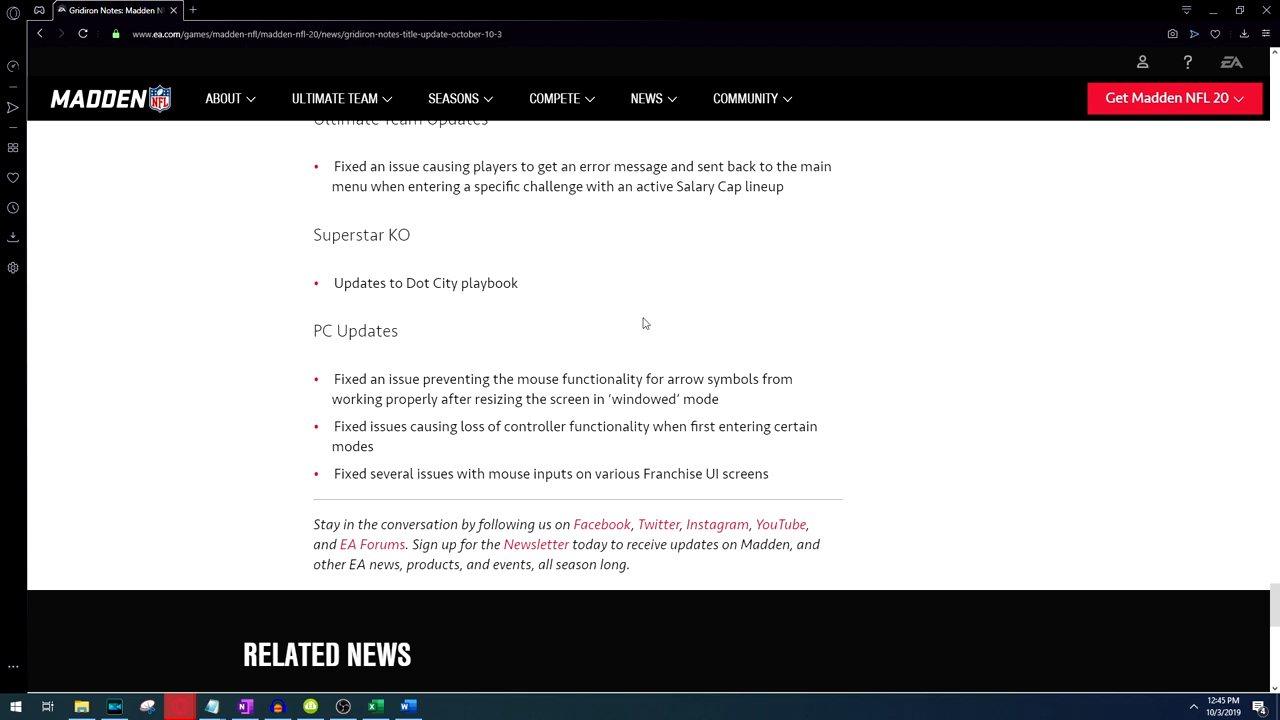 Gridiron Notes: Madden N
www.ea.com/games/madden-nfl/madden-nfl-20/news/gridiron-notes-title-update-october-10-3
EA
MADDEN NFL
ABOUT
ULTIMATE TEAM
SEASONS
COMPETE
NEWS
COMMUNITY
Get Madden NFL 20
Ultimate Team Updates
• Fixed an issue causing players to get an error message and sent back to the main
menu when entering a specific challenge with an active Salary Cap lineup
Superstar KO
• Updates to Dot City playbook
PC Updates
• Fixed an issue preventing the mouse functionality for arrow symbols from
working properly after resizing the screen in ‘windowed’ mode
• Fixed issues causing loss of controller functionality when first entering certain
modes
• Fixed several issues with mouse inputs on various Franchise UI screens
Stay in the conversation by following us on Facebook, Twitter, Instagram, YouTube,
and EA Forums. Sign up for the Newsletter today to receive updates on Madden, and
other EA news, products, and events, all season long.
RELATED NEWS
12:45 PM
10/3/2019
4